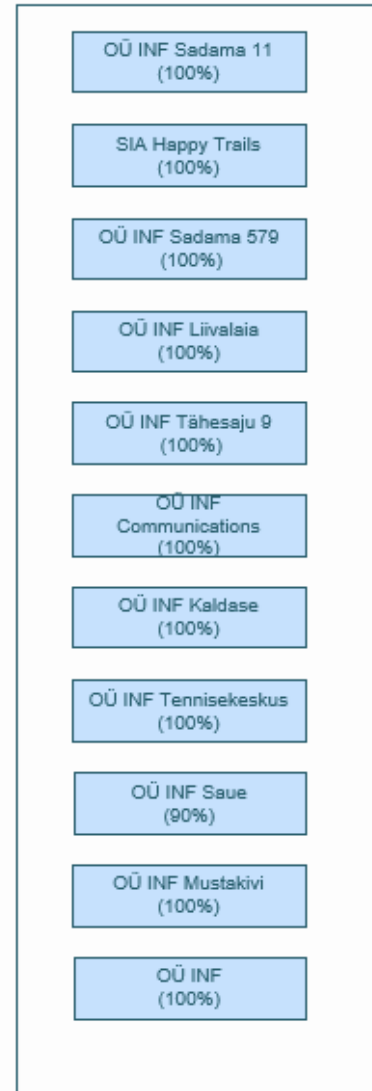 OÜ INF Sadama 11
(100%)
SIA Happy Trails
(100%)
OÜ INF Sadama 579
(100%)
OÜ INF Liivalaia
(100%)
OÜ INF Tähesaju 9
(100%)
OÜ INF
Communications
(100%)
OÜ INF Kaldase
(100%)
OÜ INF Tennisekeskus
(100%)
OÜ INF Saue
(90%)
OÜ INF Mustakivi
(100%)
OÜ INF
(100%)